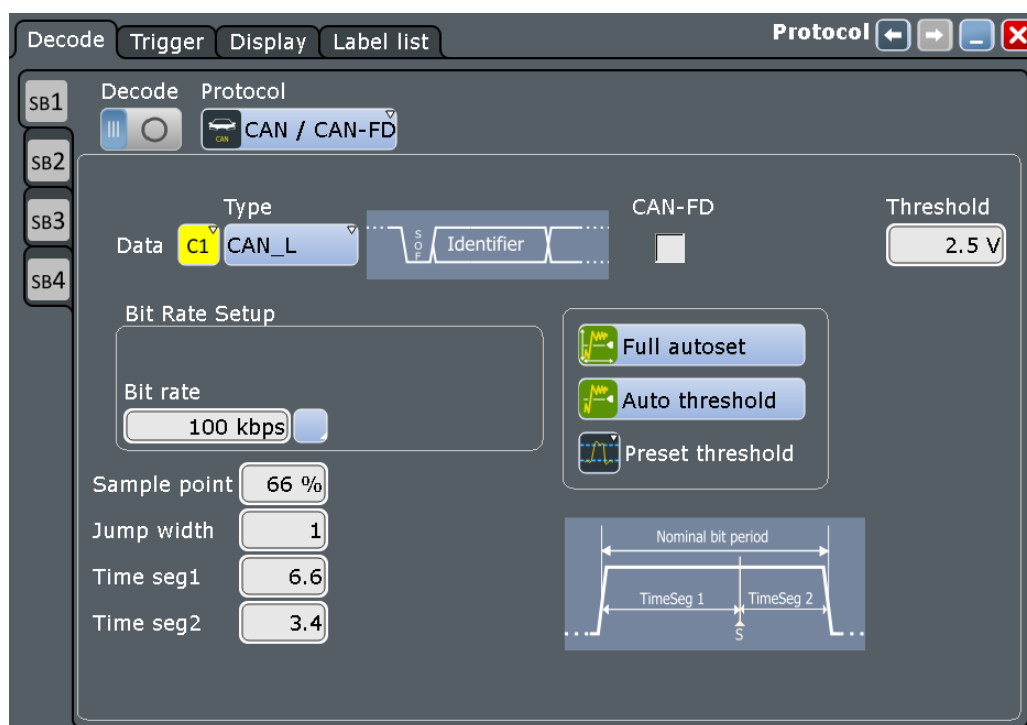 Decode Trigger Display Label list Protocol
SB1
SB2
SB3
SB4
Decode Protocol
CAN CAN / CAN-FD
Type CAN-FD Threshold
Data C1 CAN_L SOF Identifier 2.5 V
Bit Rate Setup
Full autoset
Bit rate
Auto threshold
100 kbps
Preset threshold
Sample point 66 %
Jump width 1
Time seg1 6.6
Time seg2 3.4
Nominal bit period
TimeSeg 1 TimeSeg 2
S